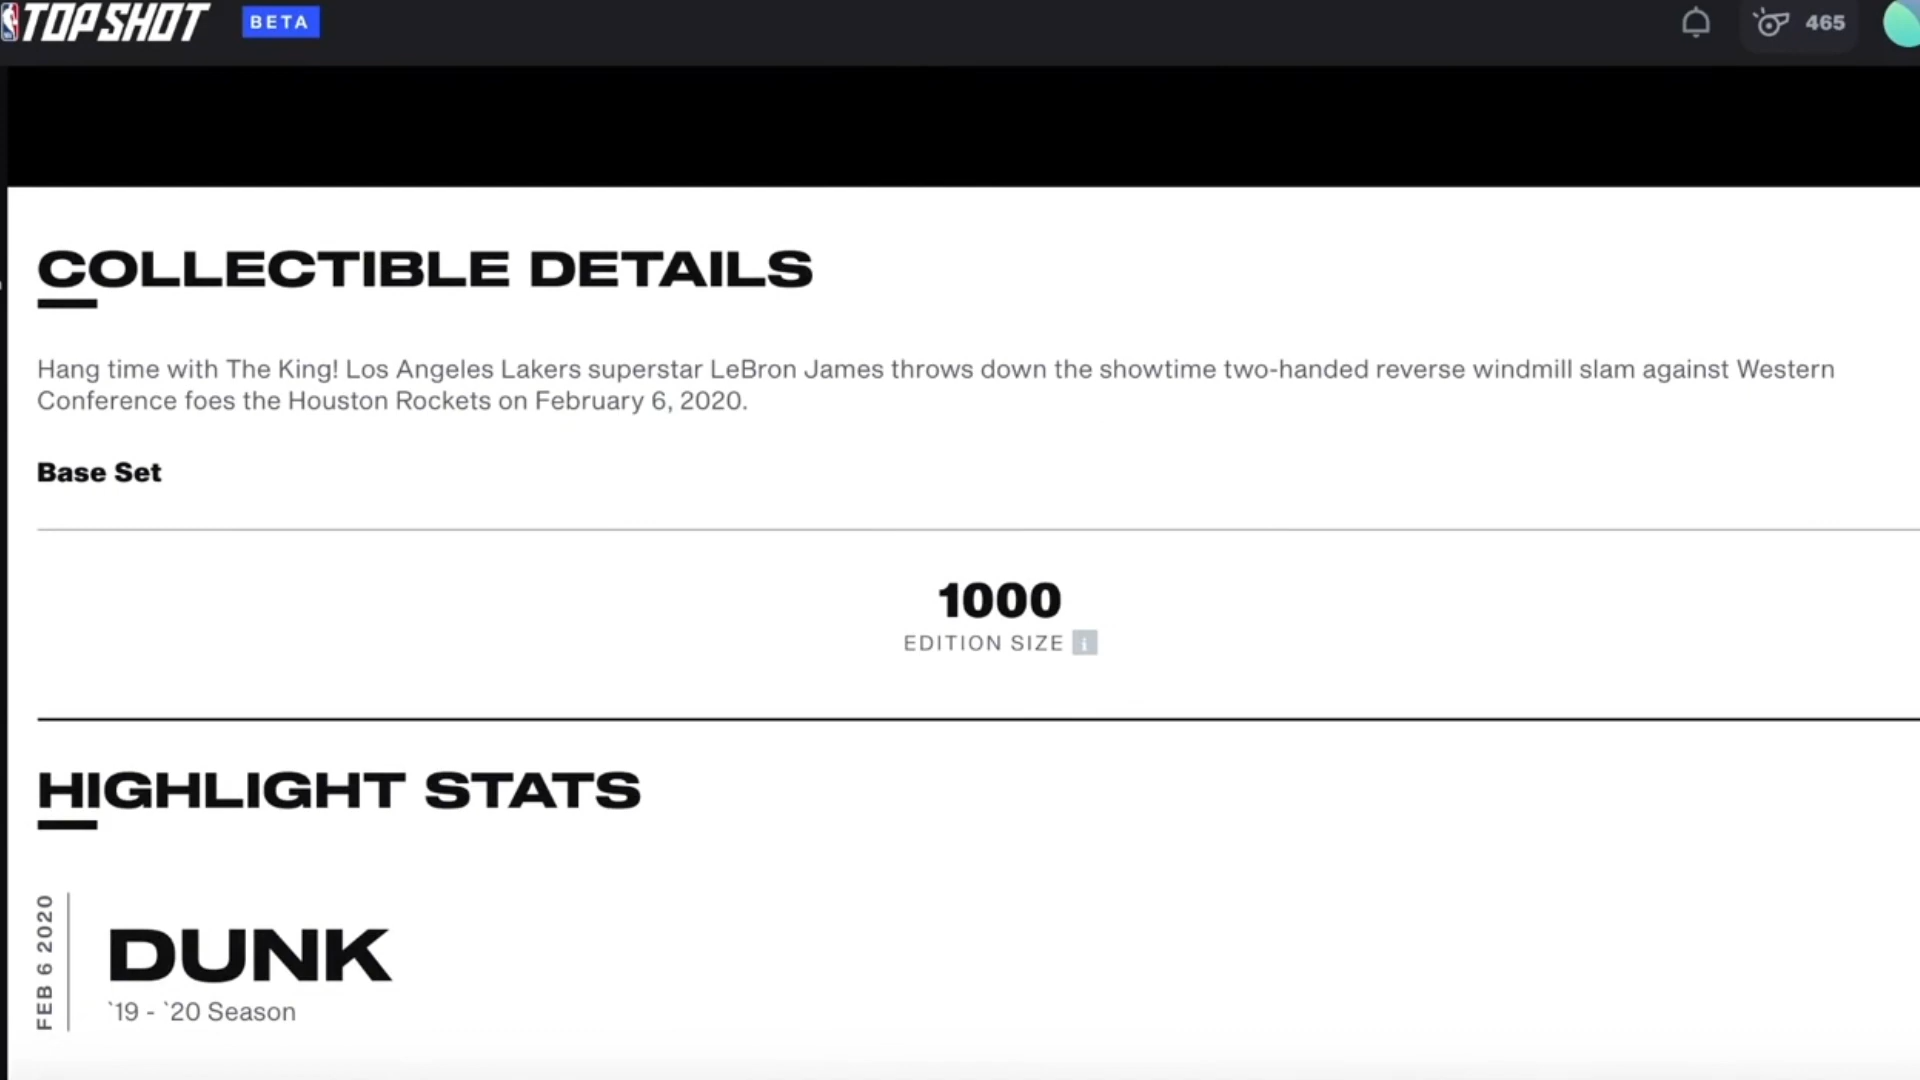 TOP SHOT BETA 465
COLLECTIBLE DETAILS
Hang time with The King! Los Angeles Lakers superstar LeBron James throws down the showtime two-handed reverse windmill slam against Western
Conference foes the Houston Rockets on February 6, 2020.
Base Set
1000
EDITION SIZE i
HIGHLIGHT STATS
FEB 6 2020
DUNK
`19 - `20 Season